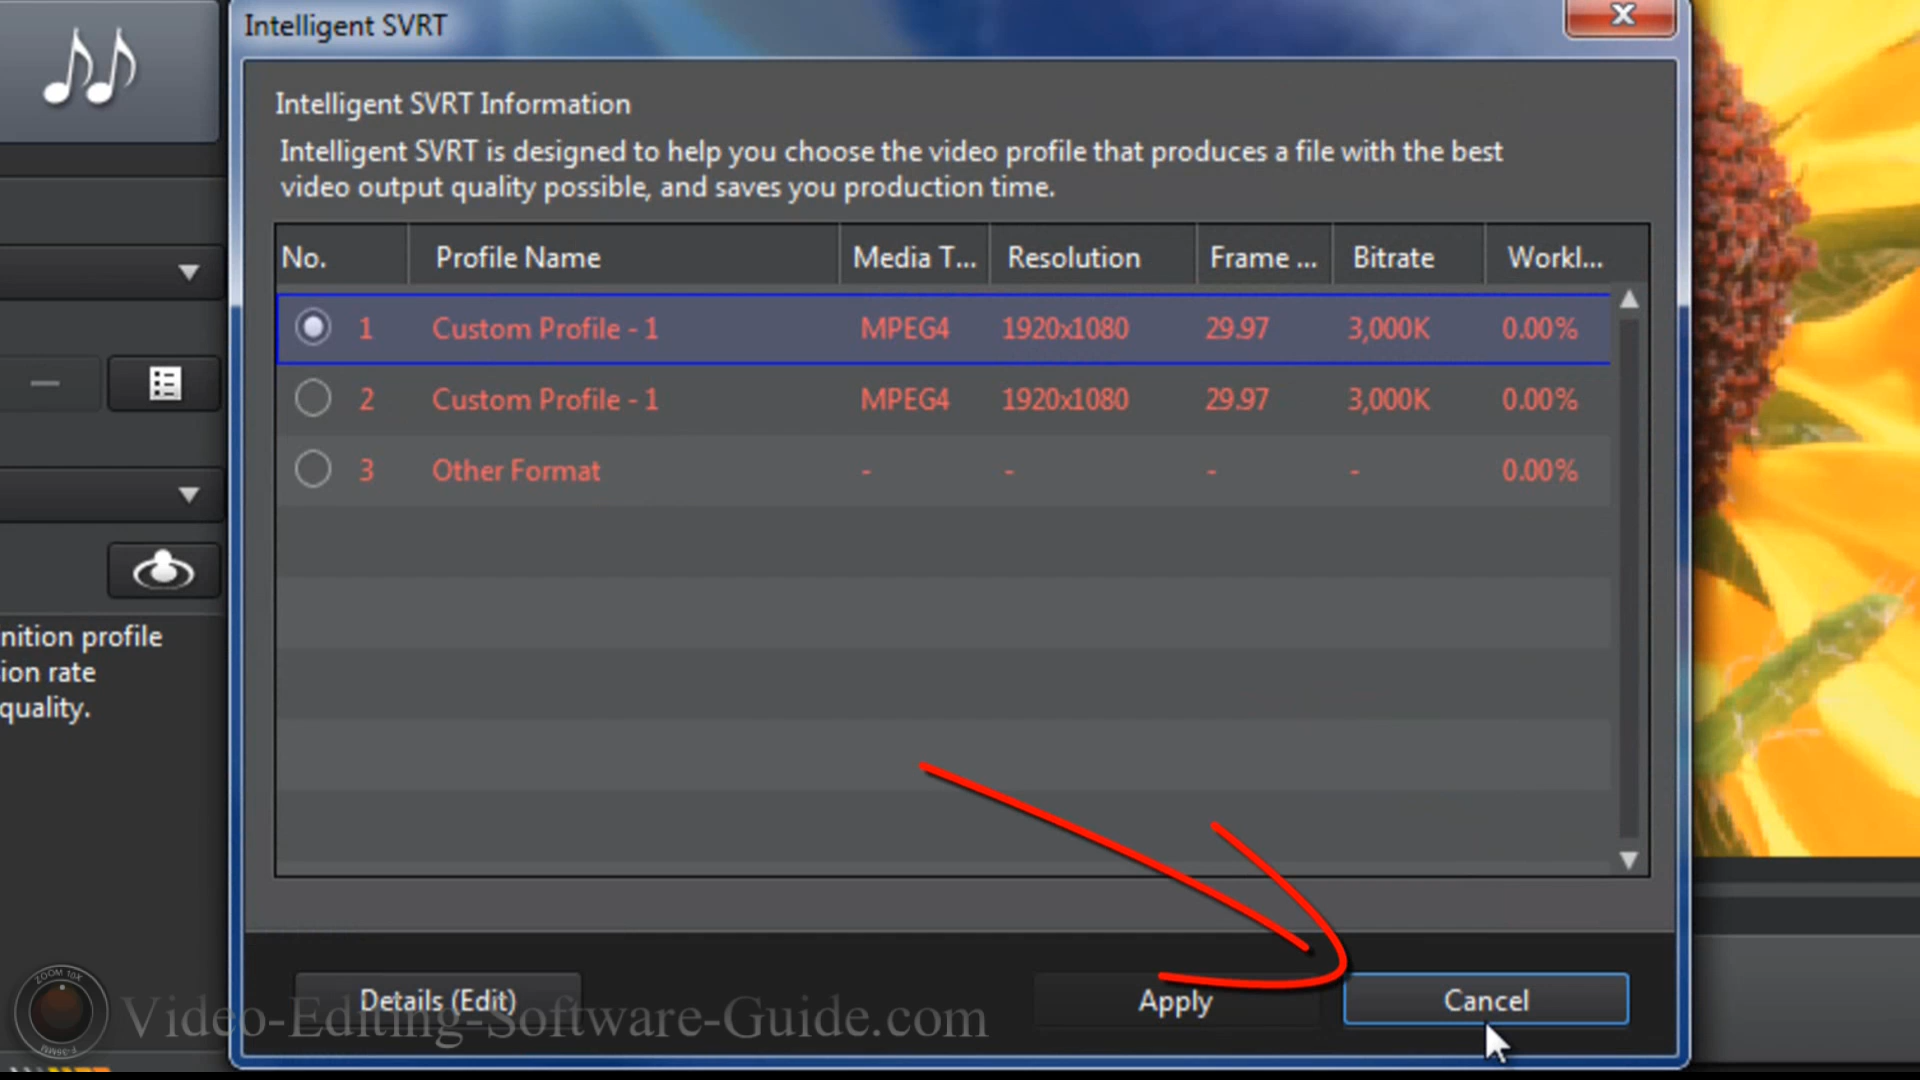 Intelligent SVRT
X
Intelligent SVRT Information
Intelligent SVRT is designed to help you choose the video profile that produces a file with the best
video output quality possible, and saves you production time.
No. Profile Name Media T... Resolution Frame ... Bitrate Workl...
1 Custom Profile - 1 MPEG4 1920x1080 29.97 3,000K 0.00%
2 Custom Profile - 1 MPEG4 1920x1080 29.97 3,000K 0.00%
3 Other Format - - - - 0.00%
nition profile
ion rate
quality.
Details (Edit) Apply Cancel
ZOOM 10X
F-35MM
Video-Editing-Software-Guide.com